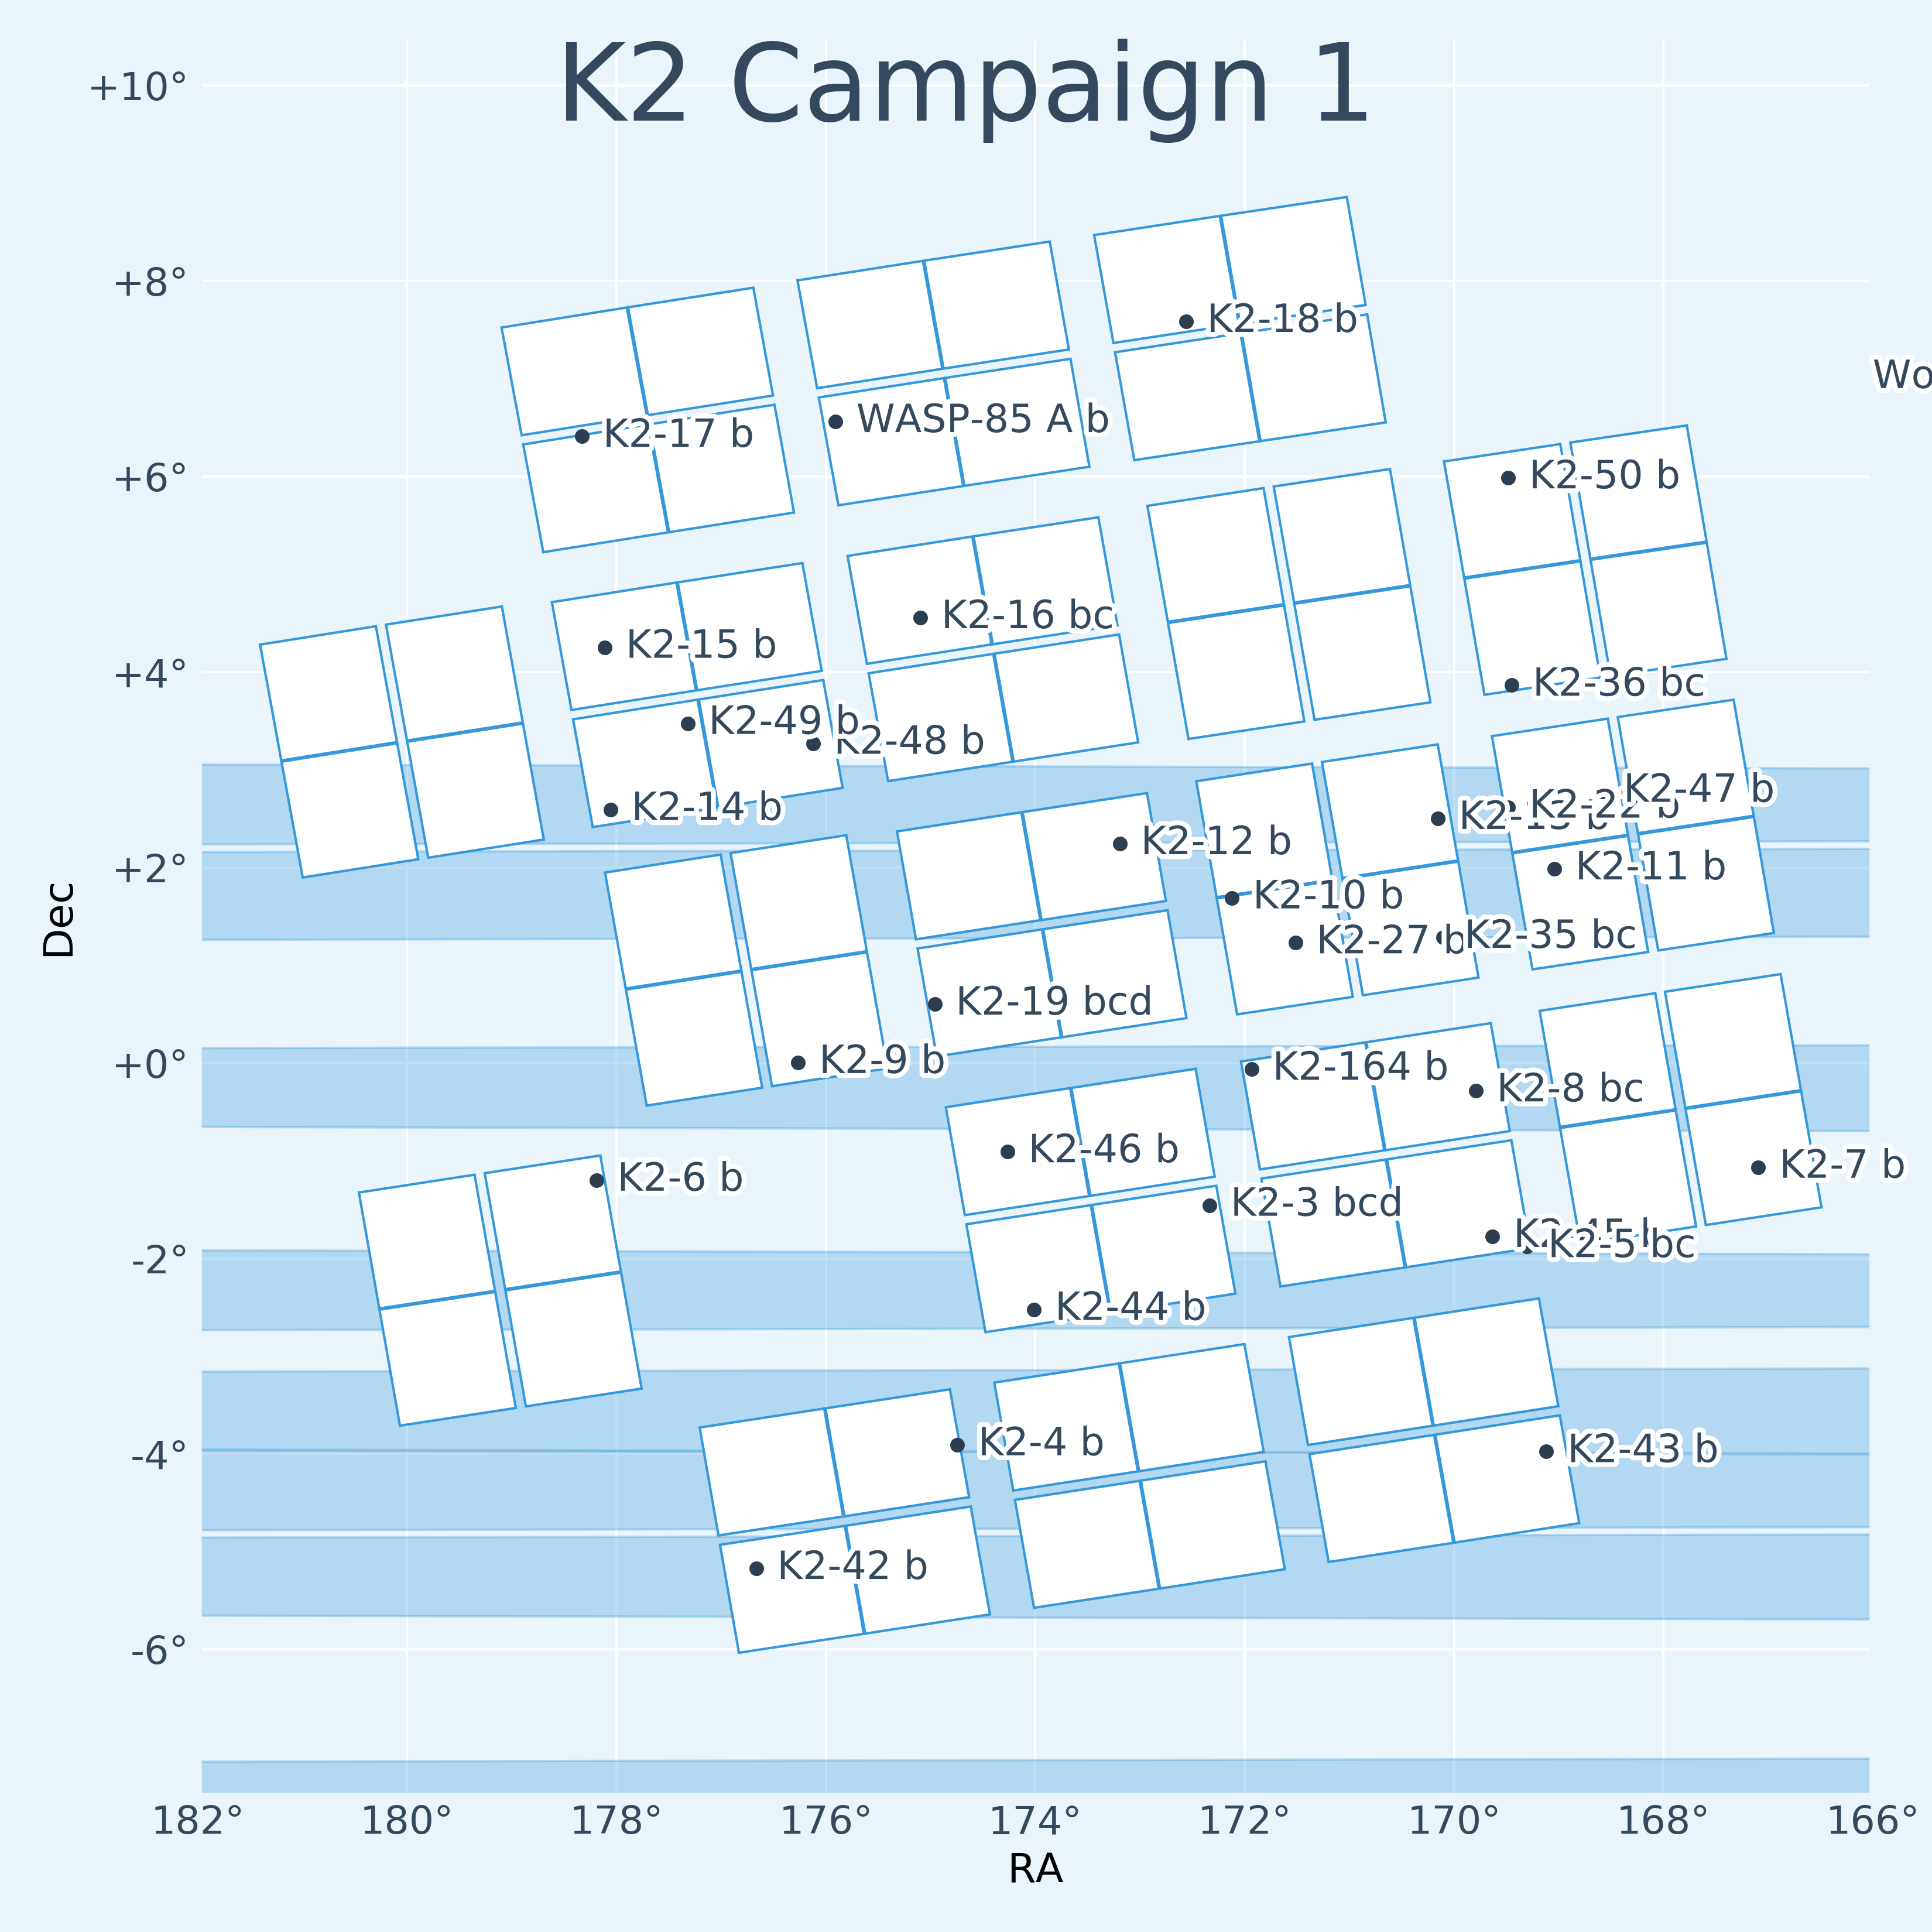 K2 Campaign 1
+10°
+8°
K2-18 b
Wo
WASP-85 A b
K2-17 b
+6°
K2-50 b
K2-16 bc
K2-15 b
+4°
K2-36 bc
K2-49 b
K2-48 b
K2-47 b
K2-22 b
K2-14 b
K2-12 b
+2°
K2-11 b
K2-10 b
K2-27 b
K2-35 bc
Dec
K2-19 bcd
K2-9 b
+0°
K2-164 b
K2-8 bc
K2-46 b
K2-7 b
K2-6 b
K2-3 bcd
K2-5 bc
-2°
K2-44 b
K2-4 b
K2-43 b
-4°
K2-42 b
-6°
182° 180° 178° 176° 174° 172° 170° 168° 166°
RA